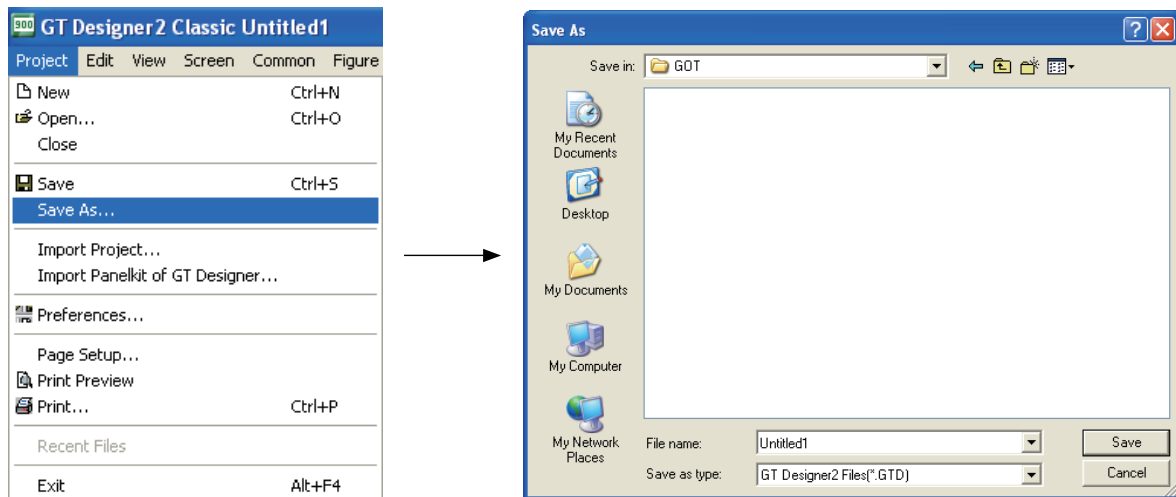 900 GT Designer2 Classic Untitled1
Project Edit View Screen Common Figure
New Ctrl+N
Open... Ctrl+O
Close
Save Ctrl+S
Save As...
Import Project...
Import Panelkit of GT Designer...
Preferences...
Page Setup...
Print Preview
Print... Ctrl+P
Recent Files
Exit Alt+F4
Save As
Save in: GOT
My Recent
Documents
Desktop
My Documents
My Computer
My Network
Places
File name: Untitled1 Save
Save as type: GT Designer2 Files(*.GTD) Cancel